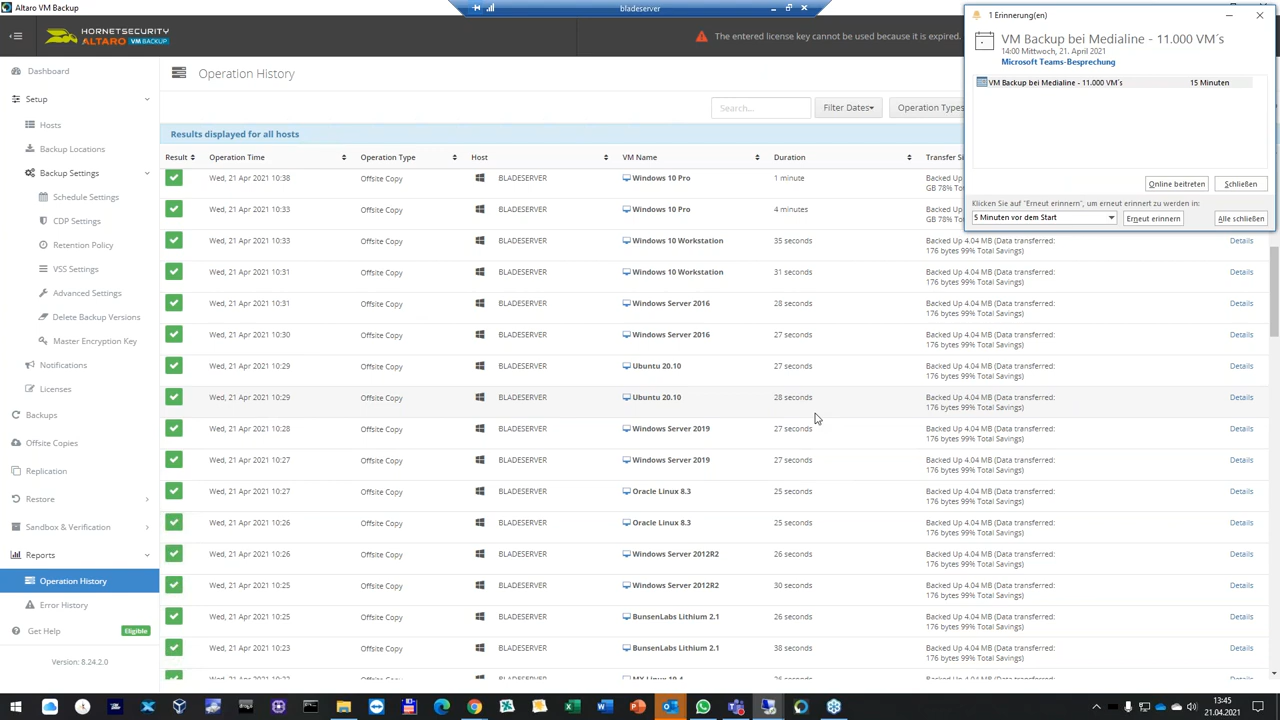 Altaro VM Backup
bladeserver
HORNETSECURITY
ALTARO VM BACKUP
The entered license key cannot be used because it is expired.
1 Erinnerung(en)
VM Backup bei Medialine - 11.000 VM´s
14:00 Mittwoch, 21. April 2021
Microsoft Teams-Besprechung
VM Backup bei Medialine - 11.000 VM´s 15 Minuten
Online beitreten Schließen
Klicken Sie auf "Erneut erinnern", um erneut erinnert zu werden in:
5 Minuten vor dem Start Erneut erinnern Alle schließen
Dashboard
Setup
Hosts
Backup Locations
Backup Settings
Schedule Settings
CDP Settings
Retention Policy
VSS Settings
Advanced Settings
Delete Backup Versions
Master Encryption Key
Notifications
Licenses
Backups
Offsite Copies
Replication
Restore
Sandbox & Verification
Reports
Operation History
Error History
Get Help Eligible
Version: 8.24.2.0
Operation History
Search... Filter Dates Operation Types
Results displayed for all hosts
Result Operation Time Operation Type Host VM Name Duration Transfer Si
Wed, 21 Apr 2021 10:38 Offsite Copy BLADESERVER Windows 10 Pro 1 minute Backed Up
GB 78% To
Wed, 21 Apr 2021 10:33 Offsite Copy BLADESERVER Windows 10 Pro 4 minutes Backed Up
GB 78% To
Wed, 21 Apr 2021 10:33 Offsite Copy BLADESERVER Windows 10 Workstation 35 seconds Backed Up 4.04 MB (Data transferred: Details
176 bytes 99% Total Savings)
Wed, 21 Apr 2021 10:31 Offsite Copy BLADESERVER Windows 10 Workstation 31 seconds Backed Up 4.04 MB (Data transferred: Details
176 bytes 99% Total Savings)
Wed, 21 Apr 2021 10:31 Offsite Copy BLADESERVER Windows Server 2016 28 seconds Backed Up 4.04 MB (Data transferred: Details
176 bytes 99% Total Savings)
Wed, 21 Apr 2021 10:30 Offsite Copy BLADESERVER Windows Server 2016 27 seconds Backed Up 4.04 MB (Data transferred: Details
176 bytes 99% Total Savings)
Wed, 21 Apr 2021 10:29 Offsite Copy BLADESERVER Ubuntu 20.10 27 seconds Backed Up 4.04 MB (Data transferred: Details
176 bytes 99% Total Savings)
Wed, 21 Apr 2021 10:29 Offsite Copy BLADESERVER Ubuntu 20.10 28 seconds Backed Up 4.04 MB (Data transferred: Details
176 bytes 99% Total Savings)
Wed, 21 Apr 2021 10:28 Offsite Copy BLADESERVER Windows Server 2019 27 seconds Backed Up 4.04 MB (Data transferred: Details
176 bytes 99% Total Savings)
Wed, 21 Apr 2021 10:27 Offsite Copy BLADESERVER Windows Server 2019 27 seconds Backed Up 4.04 MB (Data transferred: Details
176 bytes 99% Total Savings)
Wed, 21 Apr 2021 10:27 Offsite Copy BLADESERVER Oracle Linux 8.3 25 seconds Backed Up 4.04 MB (Data transferred: Details
176 bytes 99% Total Savings)
Wed, 21 Apr 2021 10:26 Offsite Copy BLADESERVER Oracle Linux 8.3 25 seconds Backed Up 4.04 MB (Data transferred: Details
176 bytes 99% Total Savings)
Wed, 21 Apr 2021 10:26 Offsite Copy BLADESERVER Windows Server 2012R2 26 seconds Backed Up 4.04 MB (Data transferred: Details
176 bytes 99% Total Savings)
Wed, 21 Apr 2021 10:25 Offsite Copy BLADESERVER Windows Server 2012R2 30 seconds Backed Up 4.04 MB (Data transferred: Details
176 bytes 99% Total Savings)
Wed, 21 Apr 2021 10:25 Offsite Copy BLADESERVER BunsenLabs Lithium 2.1 26 seconds Backed Up 4.04 MB (Data transferred: Details
176 bytes 99% Total Savings)
Wed, 21 Apr 2021 10:23 Offsite Copy BLADESERVER BunsenLabs Lithium 2.1 38 seconds Backed Up 4.04 MB (Data transferred: Details
176 bytes 99% Total Savings)
13:45
21.04.2021